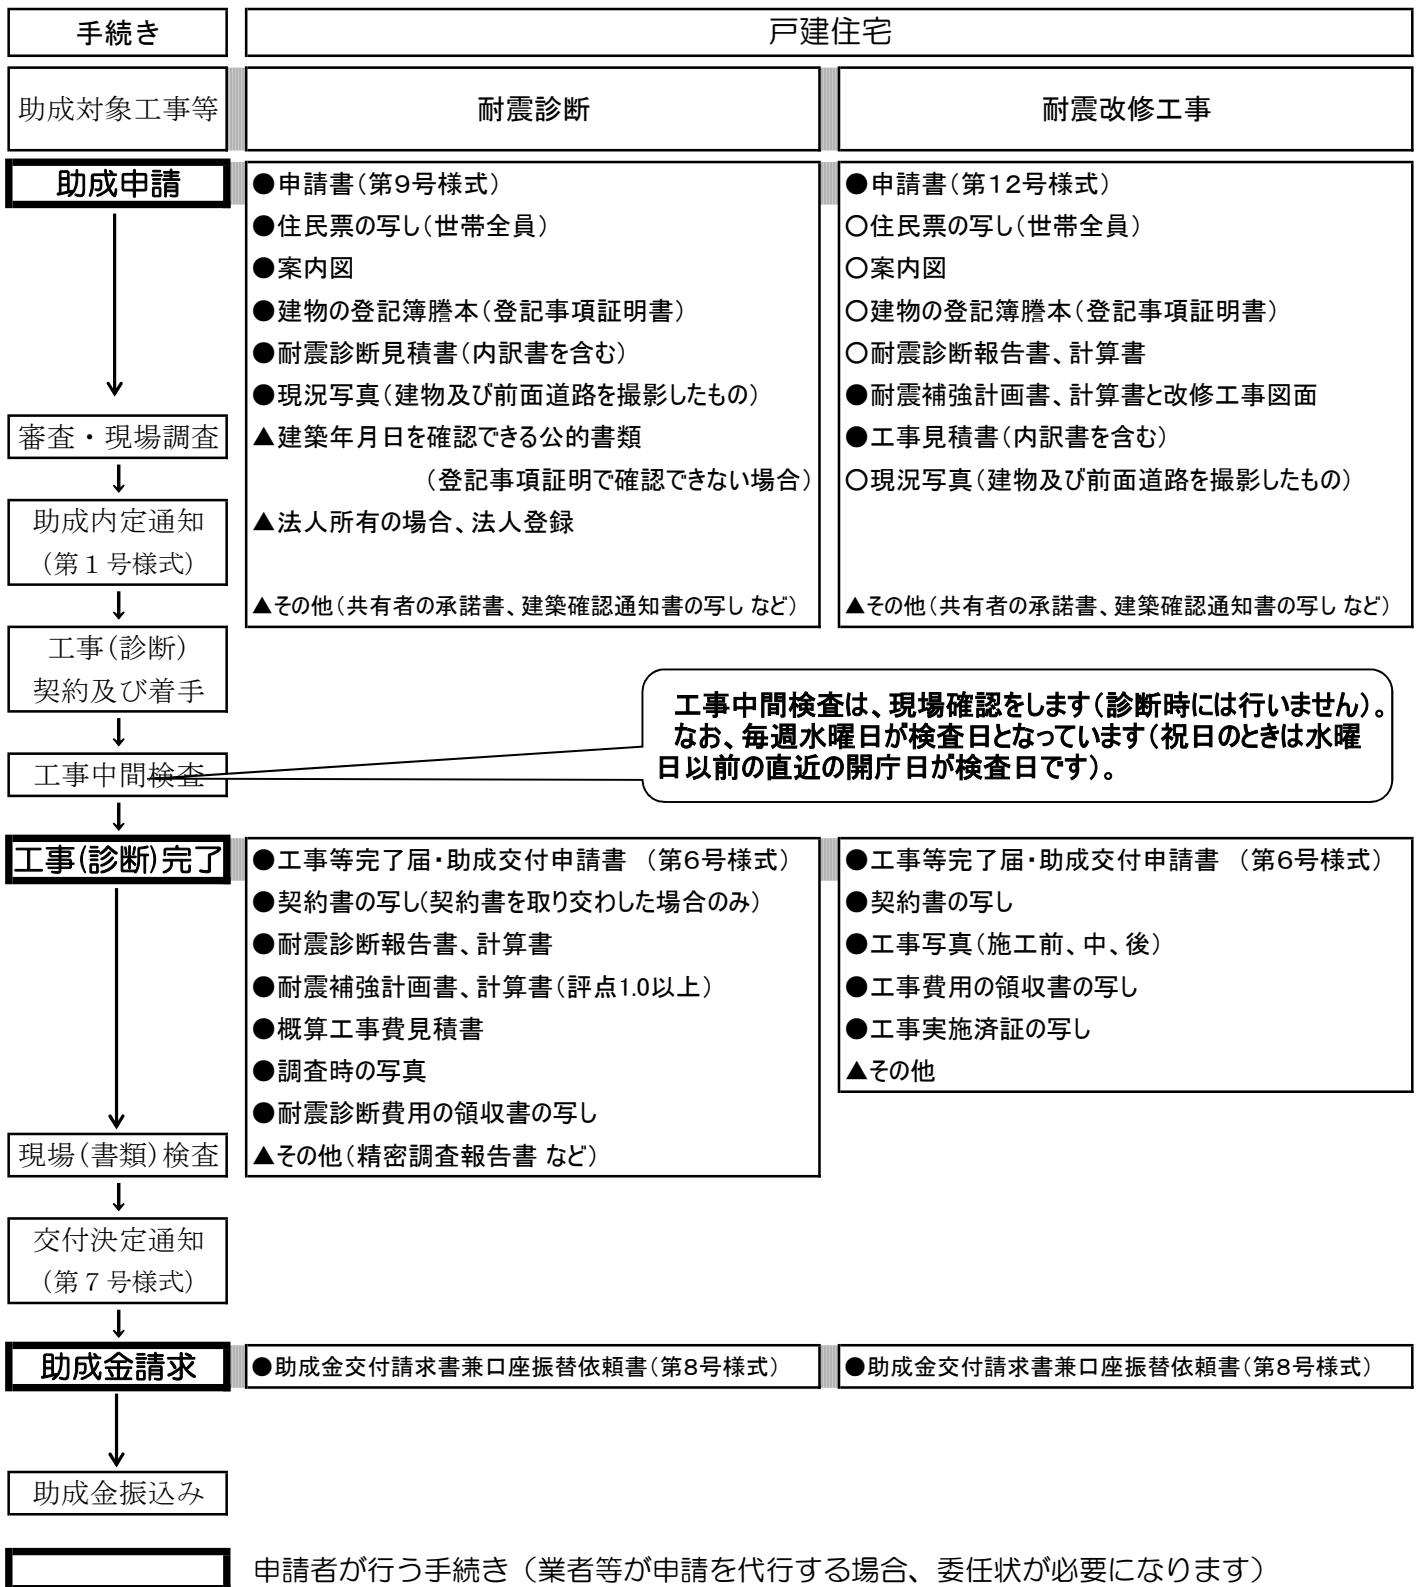 手続き
戸建住宅
助成対象工事等
耐震診断
耐震改修工事
助成申請
●申請書(第9号様式)
●住民票の写し(世帯全員)
●案内図
●建物の登記簿謄本(登記事項証明書)
●耐震診断見積書(内訳書を含む)
●現況写真(建物及び前面道路を撮影したもの)
▲建築年月日を確認できる公的書類
(登記事項証明で確認できない場合)
▲法人所有の場合、法人登録
▲その他(共有者の承諾書、建築確認通知書の写し など)
●申請書(第12号様式)
○住民票の写し(世帯全員)
○案内図
○建物の登記簿謄本(登記事項証明書)
○耐震診断報告書、計算書
●耐震補強計画書、計算書と改修工事図面
●工事見積書(内訳書を含む)
○現況写真(建物及び前面道路を撮影したもの)
▲その他(共有者の承諾書、建築確認通知書の写し など)
審査・現場調査
助成内定通知
(第1号様式)
工事(診断)
契約及び着手
工事中間検査
工事中間検査は、現場確認をします(診断時には行いません)。
なお、毎週水曜日が検査日となっています(祝日のときは水曜
日以前の直近の開庁日が検査日です)。
工事(診断)完了
●工事等完了届・助成交付申請書 (第6号様式)
●契約書の写し(契約書を取り交わした場合のみ)
●耐震診断報告書、計算書
●耐震補強計画書、計算書(評点1.0以上)
●概算工事費見積書
●調査時の写真
●耐震診断費用の領収書の写し
▲その他(精密調査報告書 など)
●工事等完了届・助成交付申請書 (第6号様式)
●契約書の写し
●工事写真(施工前、中、後)
●工事費用の領収書の写し
●工事実施済証の写し
▲その他
現場(書類)検査
交付決定通知
(第7号様式)
助成金請求
●助成金交付請求書兼口座振替依頼書(第8号様式)
●助成金交付請求書兼口座振替依頼書(第8号様式)
助成金振込み
申請者が行う手続き(業者等が申請を代行する場合、委任状が必要になります)